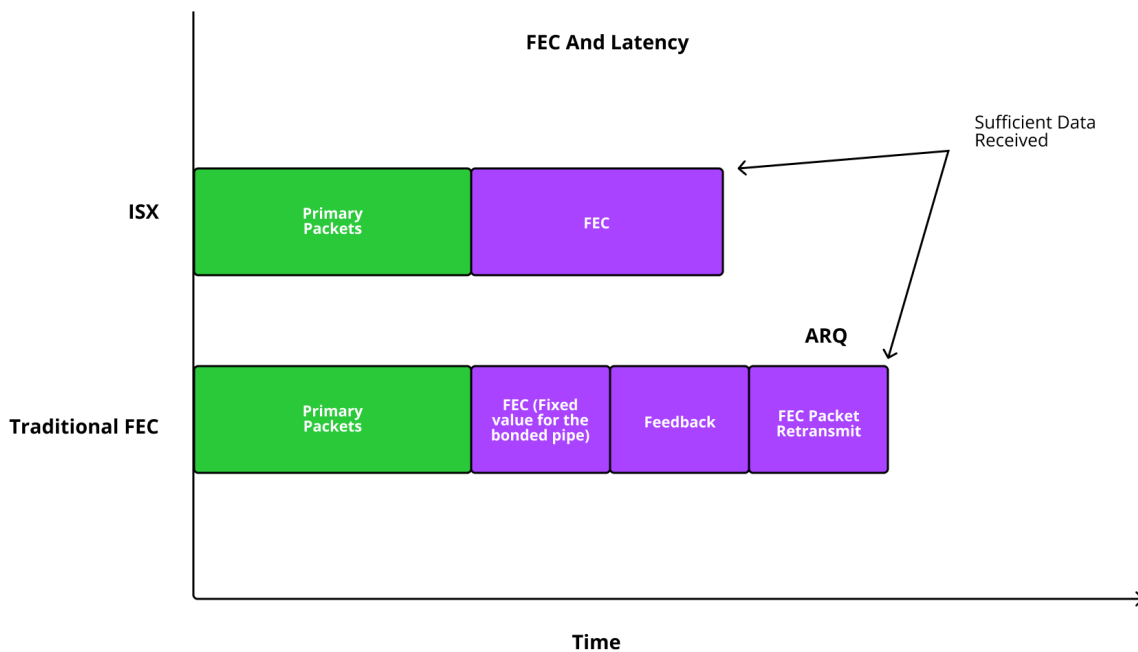 FEC And Latency
Sufficient Data
Received
ISX
Primary
Packets
FEC
ARQ
Traditional FEC
Primary
Packets
FEC (Fixed
value for the
bonded pipe)
Feedback
FEC Packet
Retransmit
Time